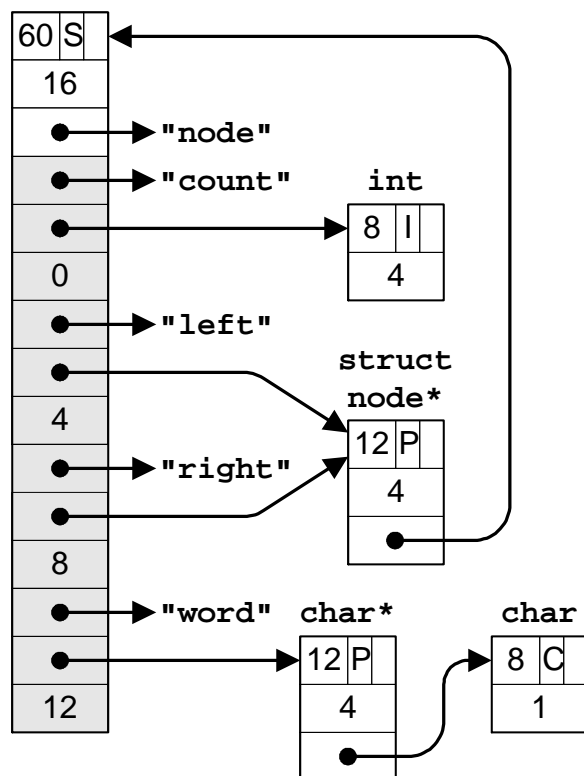 60 S
16
"node"
"count"
int
8 I
0
4
"left"
struct
node*
4
12 P
"right"
4
8
"word"
char*
char
12 P
8 C
12
4
1